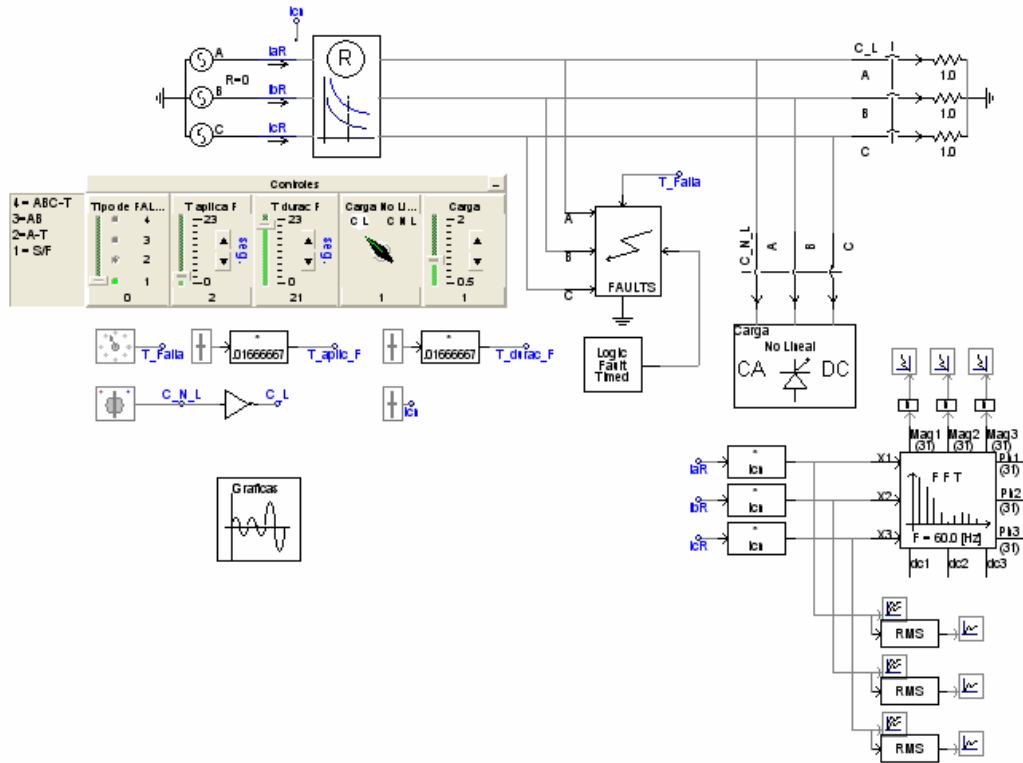 Icn
A
B
C
R=0
IaR
IbR
IcR
R
C_L
A
B
C
1.0
1.0
1.0
4 = ABC-T
3=AB
2=A-T
1 = S/F
Controles
Tipo de FAL...
4
3
2
1
0
T aplica F
23
0
seg.
2
T durac F
23
0
seg.
21
Carga No Li...
C L
C N L
1
Carga
2
0.5
1
T_Falla
A
B
C
FAULTS
Logic
Fault
Timed
C_N_L
A
B
C
Carga
No Lineal
CA
DC
T_Falla
*
.01666667
T_aplic_F
*
.01666667
T_durac_F
C_N_L
C_L
Icn
Graficas
IaR
*
Icn
X1
IbR
*
Icn
X2
IcR
*
Icn
X3
Mag1
(31)
Mag2
(31)
Mag3
(31)
FFT
F = 60.0 [Hz]
Ph1
(31)
Ph2
(31)
Ph3
(31)
dc1
dc2
dc3
RMS
RMS
RMS